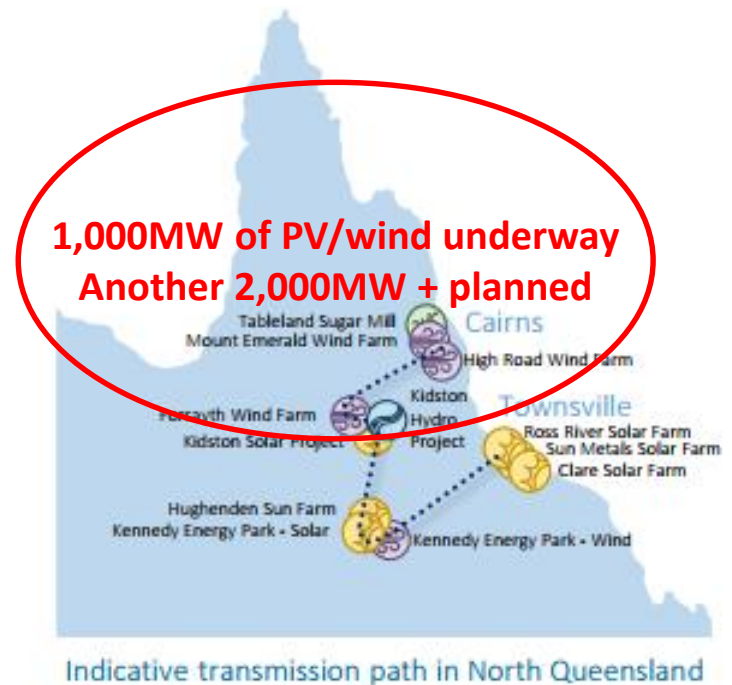 1,000MW of PV/wind underway
Another 2,000MW + planned
Tableland Sugar Mill
Cairns
Mount Emerald Wind Farm
High Road Wind Farm
Kidston
Forsayth Wind Farm
Hydro
Townsville
Kidston Solar Project
Project
Ross River Solar Farm
Sun Metals Solar Farm
Clare Solar Farm
Hughenden Sun Farm
Kennedy Energy Park - Solar
Kennedy Energy Park - Wind
Indicative transmission path in North Queensland